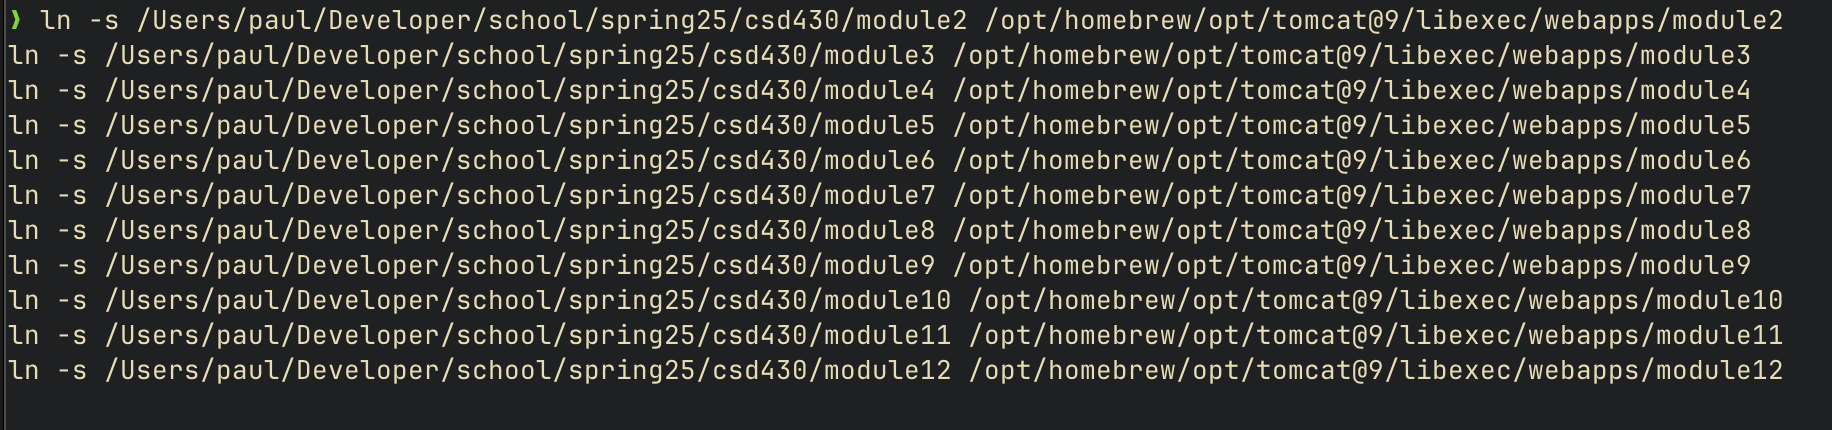 ❯ ln -s /Users/paul/Developer/school/spring25/csd430/module2 /opt/homebrew/opt/tomcat@9/libexec/webapps/module2
ln -s /Users/paul/Developer/school/spring25/csd430/module3 /opt/homebrew/opt/tomcat@9/libexec/webapps/module3
ln -s /Users/paul/Developer/school/spring25/csd430/module4 /opt/homebrew/opt/tomcat@9/libexec/webapps/module4
ln -s /Users/paul/Developer/school/spring25/csd430/module5 /opt/homebrew/opt/tomcat@9/libexec/webapps/module5
ln -s /Users/paul/Developer/school/spring25/csd430/module6 /opt/homebrew/opt/tomcat@9/libexec/webapps/module6
ln -s /Users/paul/Developer/school/spring25/csd430/module7 /opt/homebrew/opt/tomcat@9/libexec/webapps/module7
ln -s /Users/paul/Developer/school/spring25/csd430/module8 /opt/homebrew/opt/tomcat@9/libexec/webapps/module8
ln -s /Users/paul/Developer/school/spring25/csd430/module9 /opt/homebrew/opt/tomcat@9/libexec/webapps/module9
ln -s /Users/paul/Developer/school/spring25/csd430/module10 /opt/homebrew/opt/tomcat@9/libexec/webapps/module10
ln -s /Users/paul/Developer/school/spring25/csd430/module11 /opt/homebrew/opt/tomcat@9/libexec/webapps/module11
ln -s /Users/paul/Developer/school/spring25/csd430/module12 /opt/homebrew/opt/tomcat@9/libexec/webapps/module12